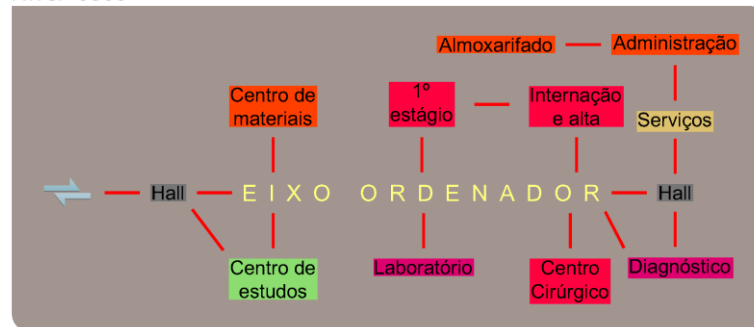 Almoxarifado
Administração
Centro de
materiais
1º
estágio
Internação
e alta
Serviços
Hall
EIXO ORDENADOR
Hall
Centro de
estudos
Laboratório
Centro
Cirúrgico
Diagnóstico